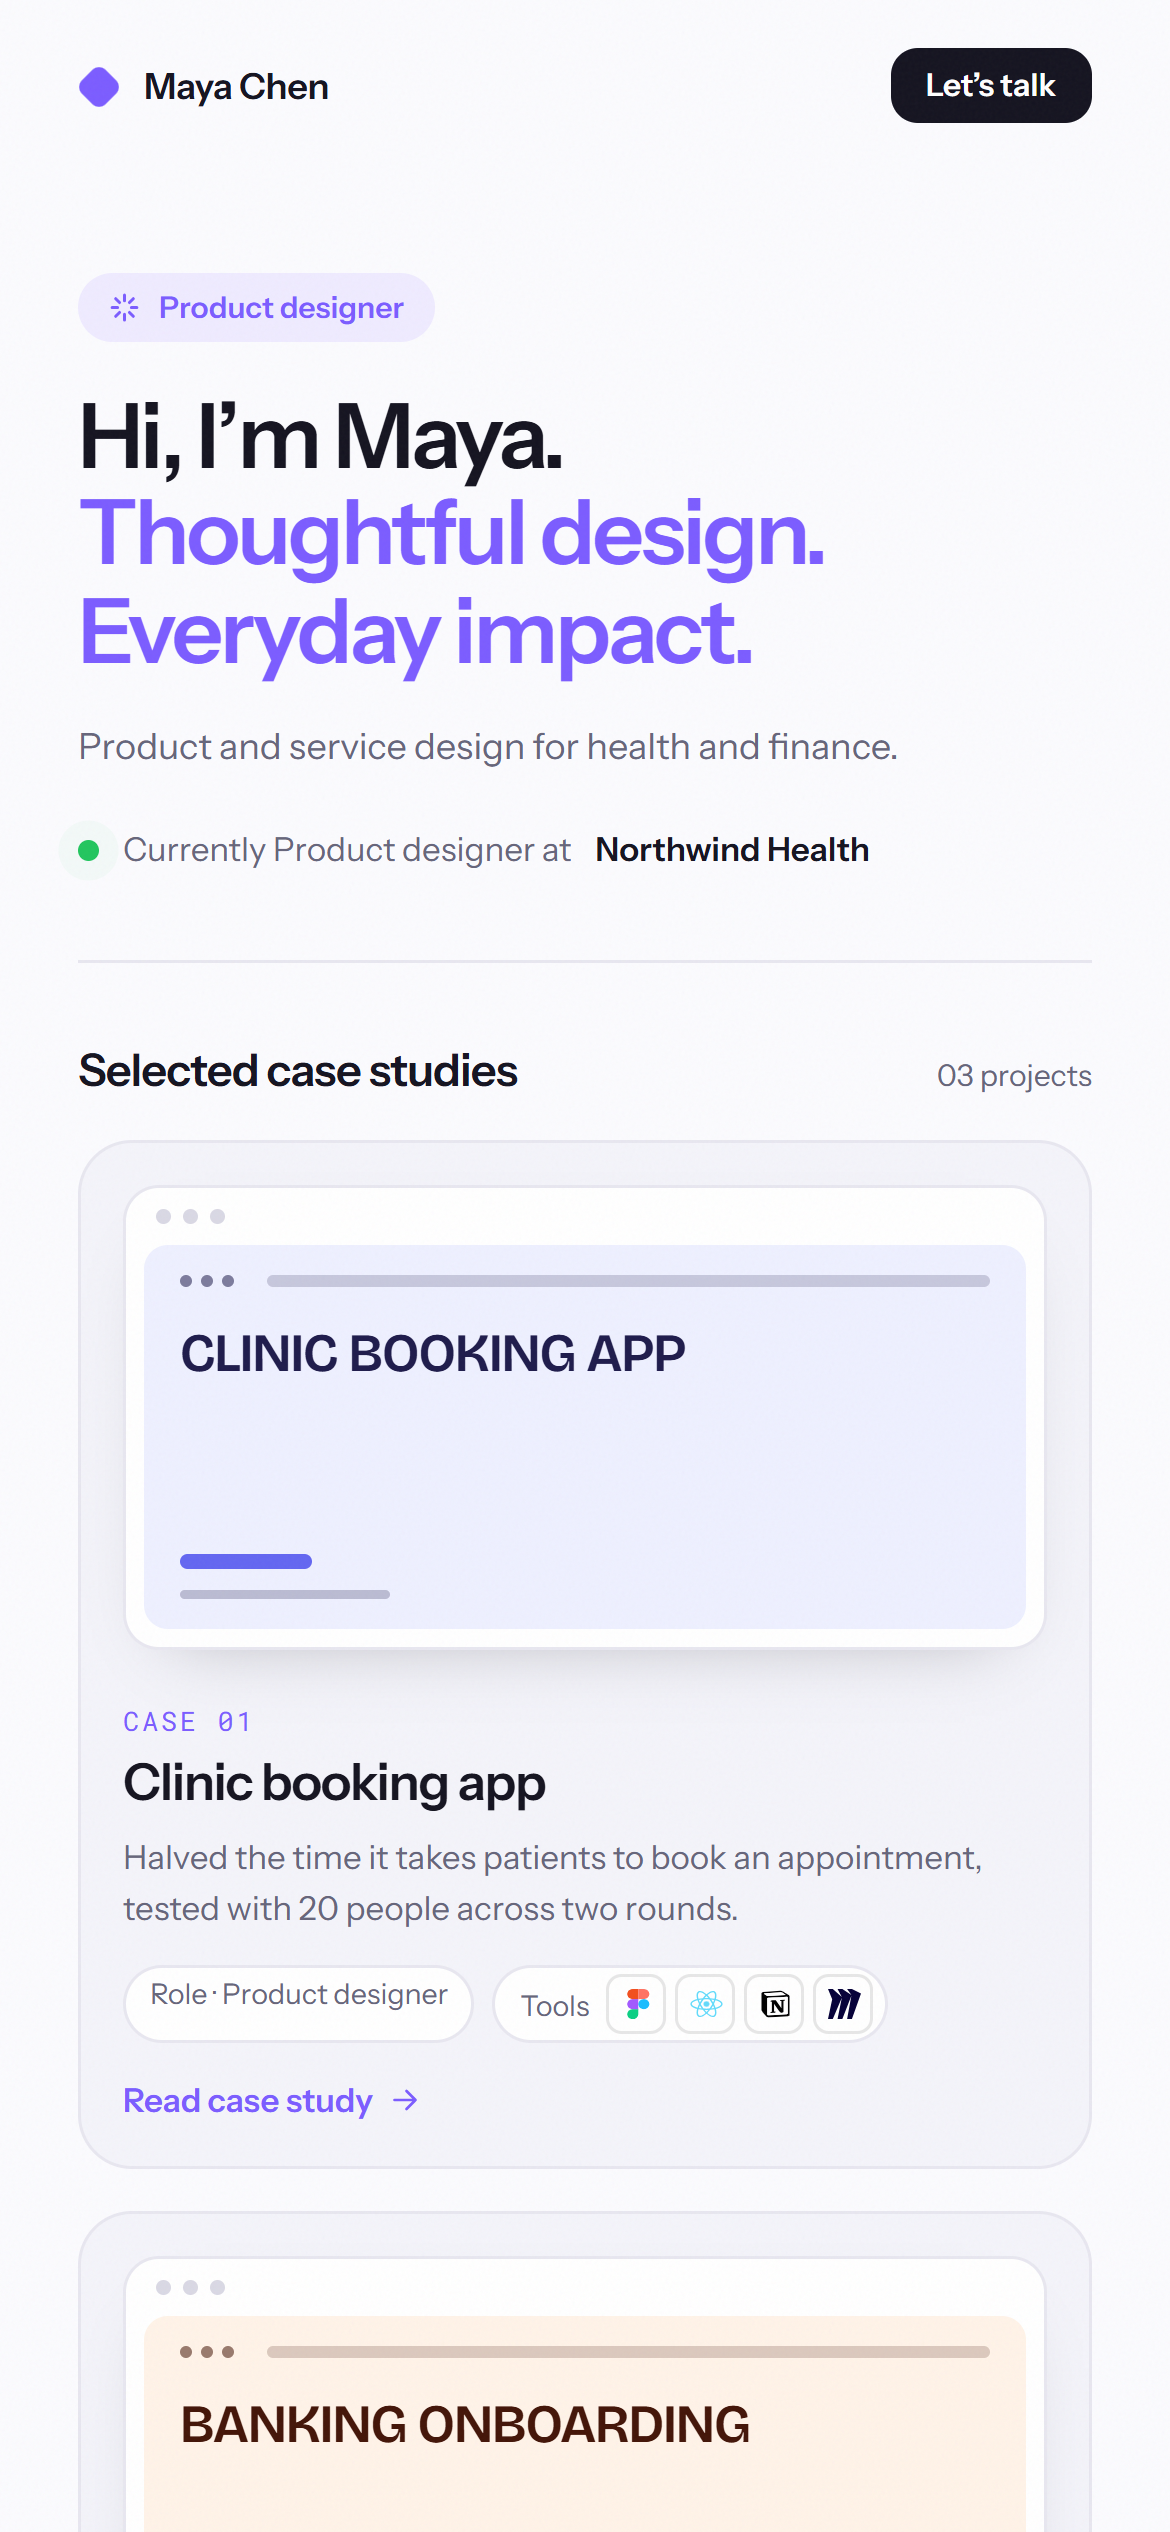 Maya Chen
Let’s talk
Product designer
Hi, I’m Maya.
Thoughtful design.
Everyday impact.
Product and service design for health and finance.
Currently Product designer at Northwind Health
Selected case studies
03 projects
CLINIC BOOKING APP
CASE 01
Clinic booking app
Halved the time it takes patients to book an appointment,
tested with 20 people across two rounds.
Role · Product designer
Tools
N
Read case study →
BANKING ONBOARDING